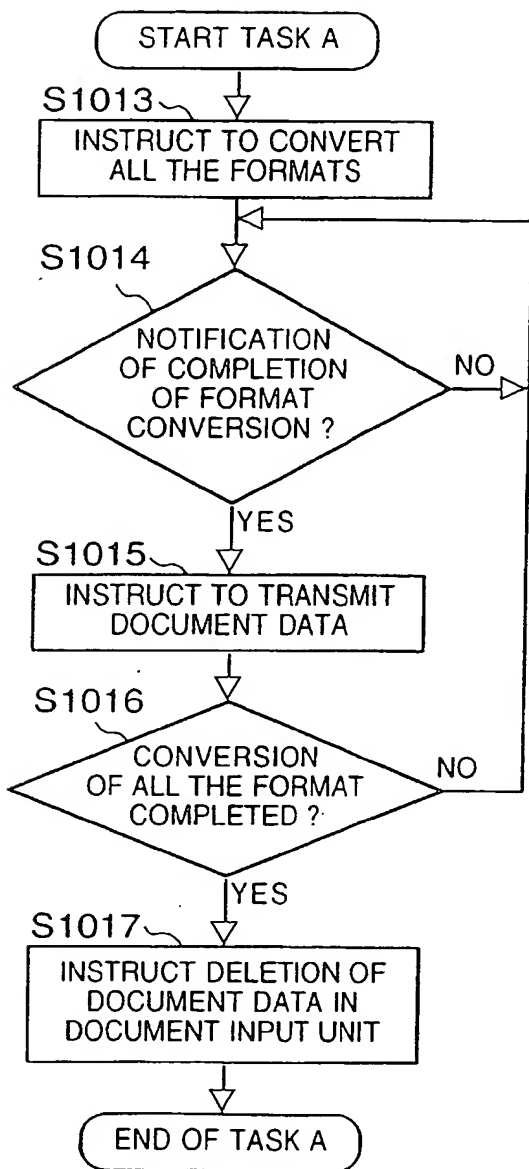 START TASK A
S1013
INSTRUCT TO CONVERT
ALL THE FORMATS
S1014
NOTIFICATION
OF COMPLETION
OF FORMAT
CONVERSION ?
NO
YES
S1015
INSTRUCT TO TRANSMIT
DOCUMENT DATA
S1016
CONVERSION
OF ALL THE FORMAT
COMPLETED ?
NO
YES
S1017
INSTRUCT DELETION OF
DOCUMENT DATA IN
DOCUMENT INPUT UNIT
END OF TASK A